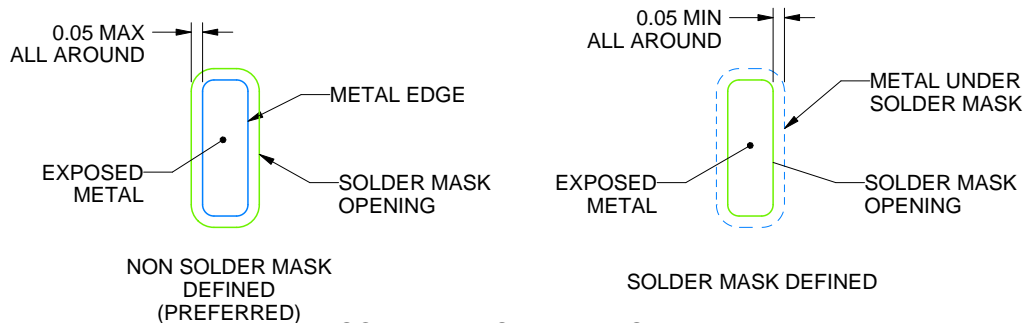 0.05 MAX
ALL AROUND
METAL EDGE
EXPOSED
METAL
SOLDER MASK
OPENING
NON SOLDER MASK
DEFINED
(PREFERRED)
0.05 MIN
ALL AROUND
METAL UNDER
SOLDER MASK
EXPOSED
METAL
SOLDER MASK
OPENING
SOLDER MASK DEFINED